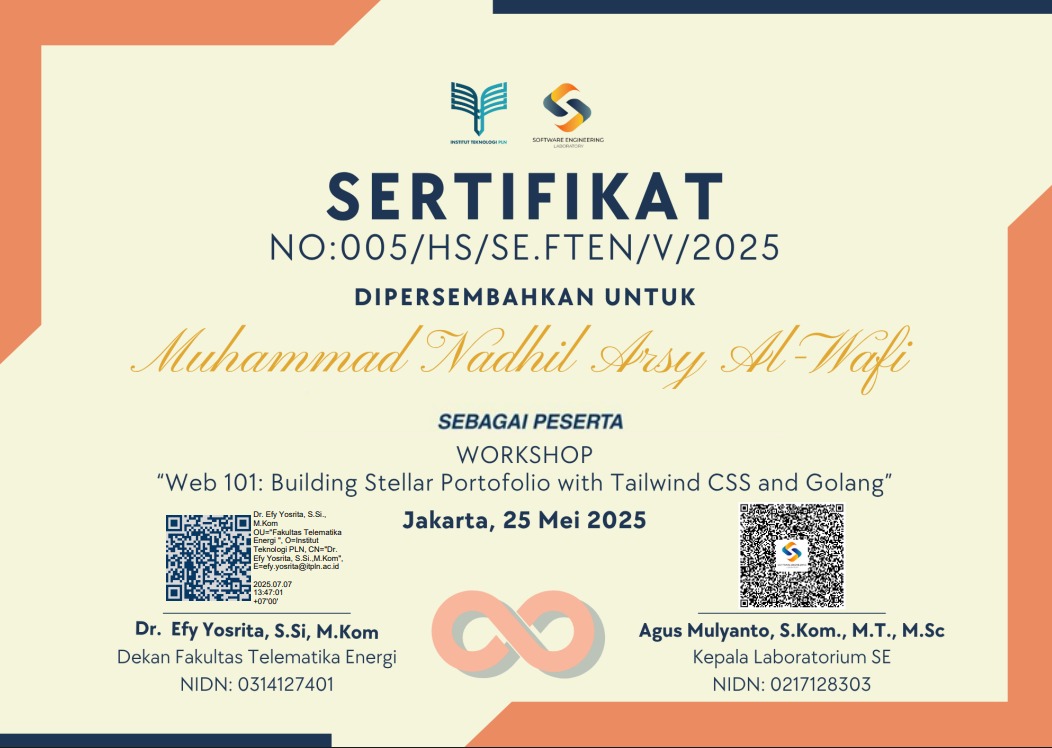 INSTITUT TEKNOLOGI PLN
SOFTWARE ENGINEERING
LABORATORY
SERTIFIKAT
NO:005/HS/SE.FTEN/V/2025
DIPERSEMBAHKAN UNTUK
Muhammad Nadhil Arsy Al-Wafi
SEBAGAI PESERTA
WORKSHOP
“Web 101: Building Stellar Portofolio with Tailwind CSS and Golang”
Jakarta, 25 Mei 2025
Dr. Efy Yosrita, S.Si.,
M.Kom
OU="Fakultas Telematika
Energi ", O=Institut
Teknologi PLN, CN="Dr.
Efy Yosrita, S.Si.,M.Kom",
E=efy.yosrita@itpln.ac.id
2025.07.07
13:47:01
+07'00'
Dr. Efy Yosrita, S.Si, M.Kom
Dekan Fakultas Telematika Energi
NIDN: 0314127401
Agus Mulyanto, S.Kom., M.T., M.Sc
Kepala Laboratorium SE
NIDN: 0217128303